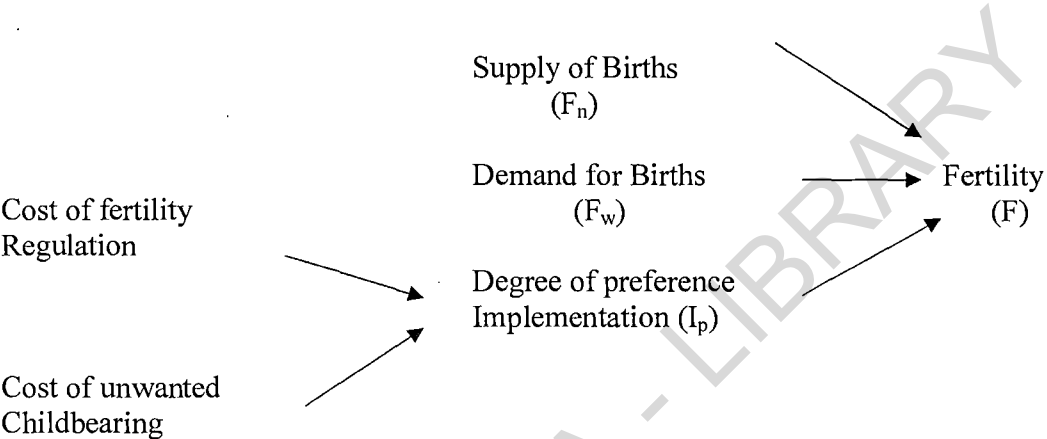 Supply of Births
(Fₙ)
Demand for Births
(F_w)
Fertility
(F)
Cost of fertility
Regulation
Degree of preference
Implementation (Iₚ)
Cost of unwanted
Childbearing
A - LIBRARY